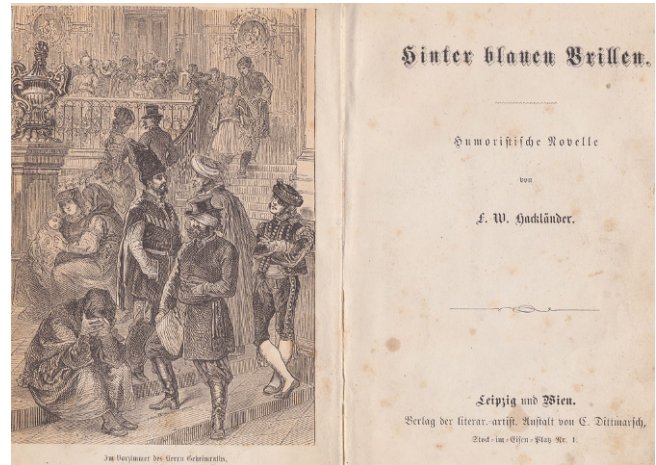 Im Vorzimmer des Herrn Geheimraths.
Hinter blauen Brillen.
Humoristische Novelle
von
F. W. Hackländer.
Leipzig und Wien.
Verlag der literar.-artist. Anstalt von C. Dittmarsch,
Stock-im-Eisen-Platz Nr. 1.